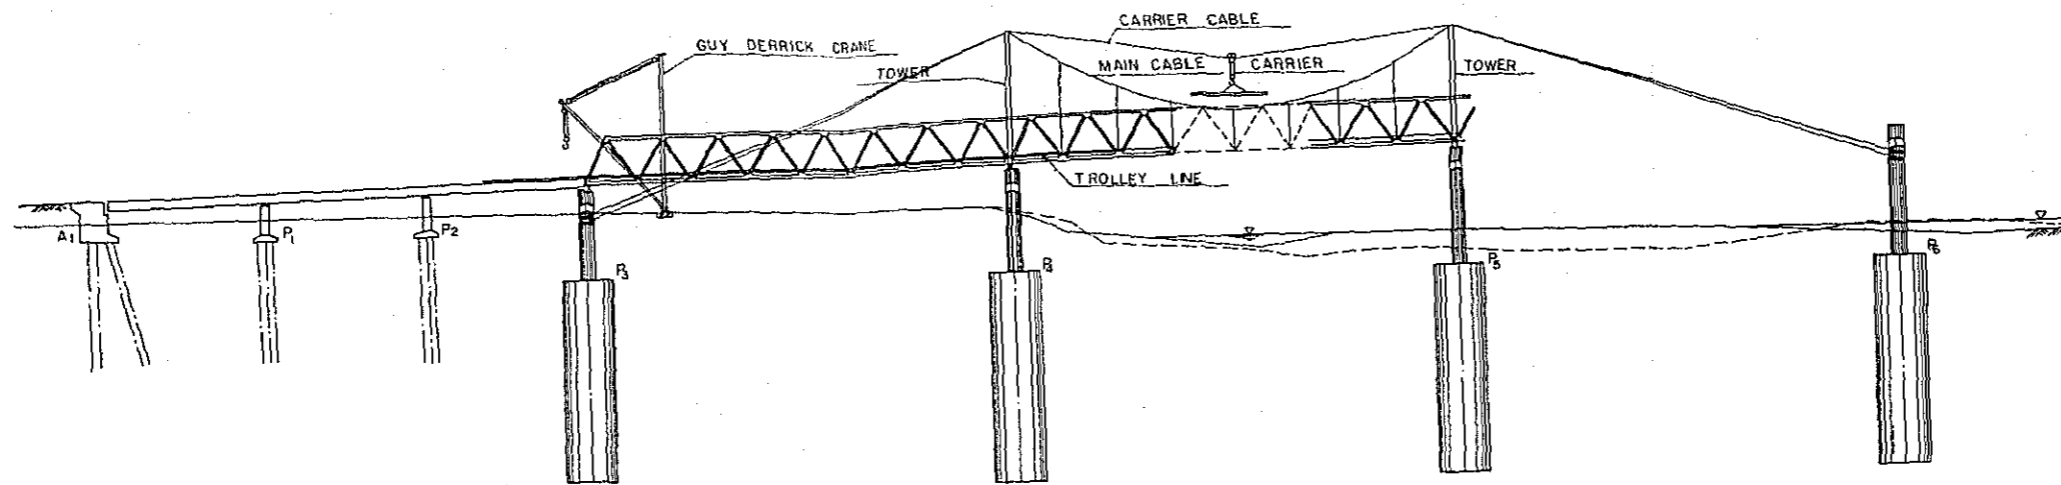 CARRIER CABLE
GUY DERRICK CRANE
TOWER
MAIN CABLE
CARRIER
TOWER
TROLLEY LINE
A1
P1
P2
P3
P4
P5
P6